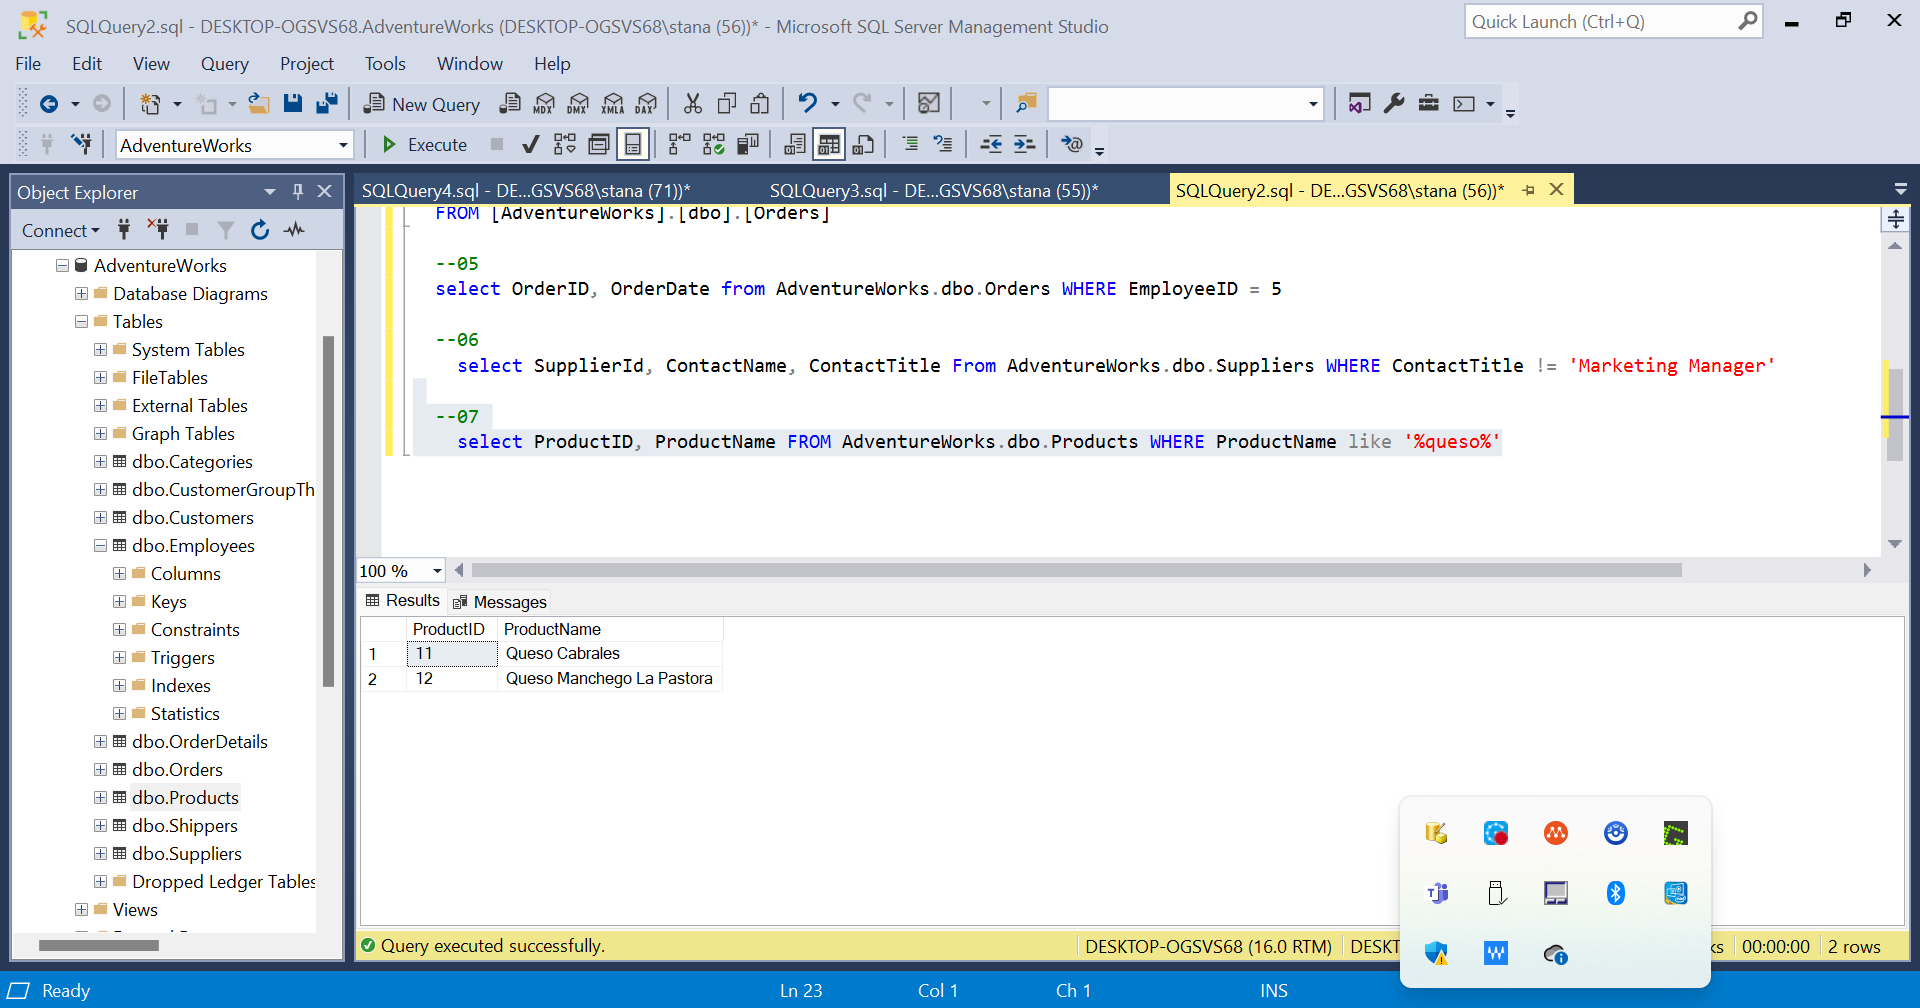 SQLQuery2.sql - DESKTOP-OGSVS68.AdventureWorks (DESKTOP-OGSVS68\stana (56))* - Microsoft SQL Server Management Studio
Quick Launch (Ctrl+Q)
File Edit View Query Project Tools Window Help
New Query MDX DMX XMLA DAX
AdventureWorks Execute
Object Explorer
SQLQuery4.sql - DE...GSVS68\stana (71))* SQLQuery3.sql - DE...GSVS68\stana (55))* SQLQuery2.sql - DE...GSVS68\stana (56))*
Connect
AdventureWorks
Database Diagrams
Tables
System Tables
FileTables
External Tables
Graph Tables
dbo.Categories
dbo.CustomerGroupTh
dbo.Customers
dbo.Employees
Columns
Keys
Constraints
Triggers
Indexes
Statistics
dbo.OrderDetails
dbo.Orders
dbo.Products
dbo.Shippers
dbo.Suppliers
Dropped Ledger Tables
Views
FROM [AdventureWorks].[dbo].[Orders]
--05
select OrderID, OrderDate from AdventureWorks.dbo.Orders WHERE EmployeeID = 5
--06
select SupplierId, ContactName, ContactTitle From AdventureWorks.dbo.Suppliers WHERE ContactTitle != 'Marketing Manager'
--07
select ProductID, ProductName FROM AdventureWorks.dbo.Products WHERE ProductName like '%queso%'
100 %
Results Messages
ProductID ProductName
1 11 Queso Cabrales
2 12 Queso Manchego La Pastora
Query executed successfully. DESKTOP-OGSVS68 (16.0 RTM) DESKT ks 00:00:00 2 rows
Ready Ln 23 Col 1 Ch 1 INS